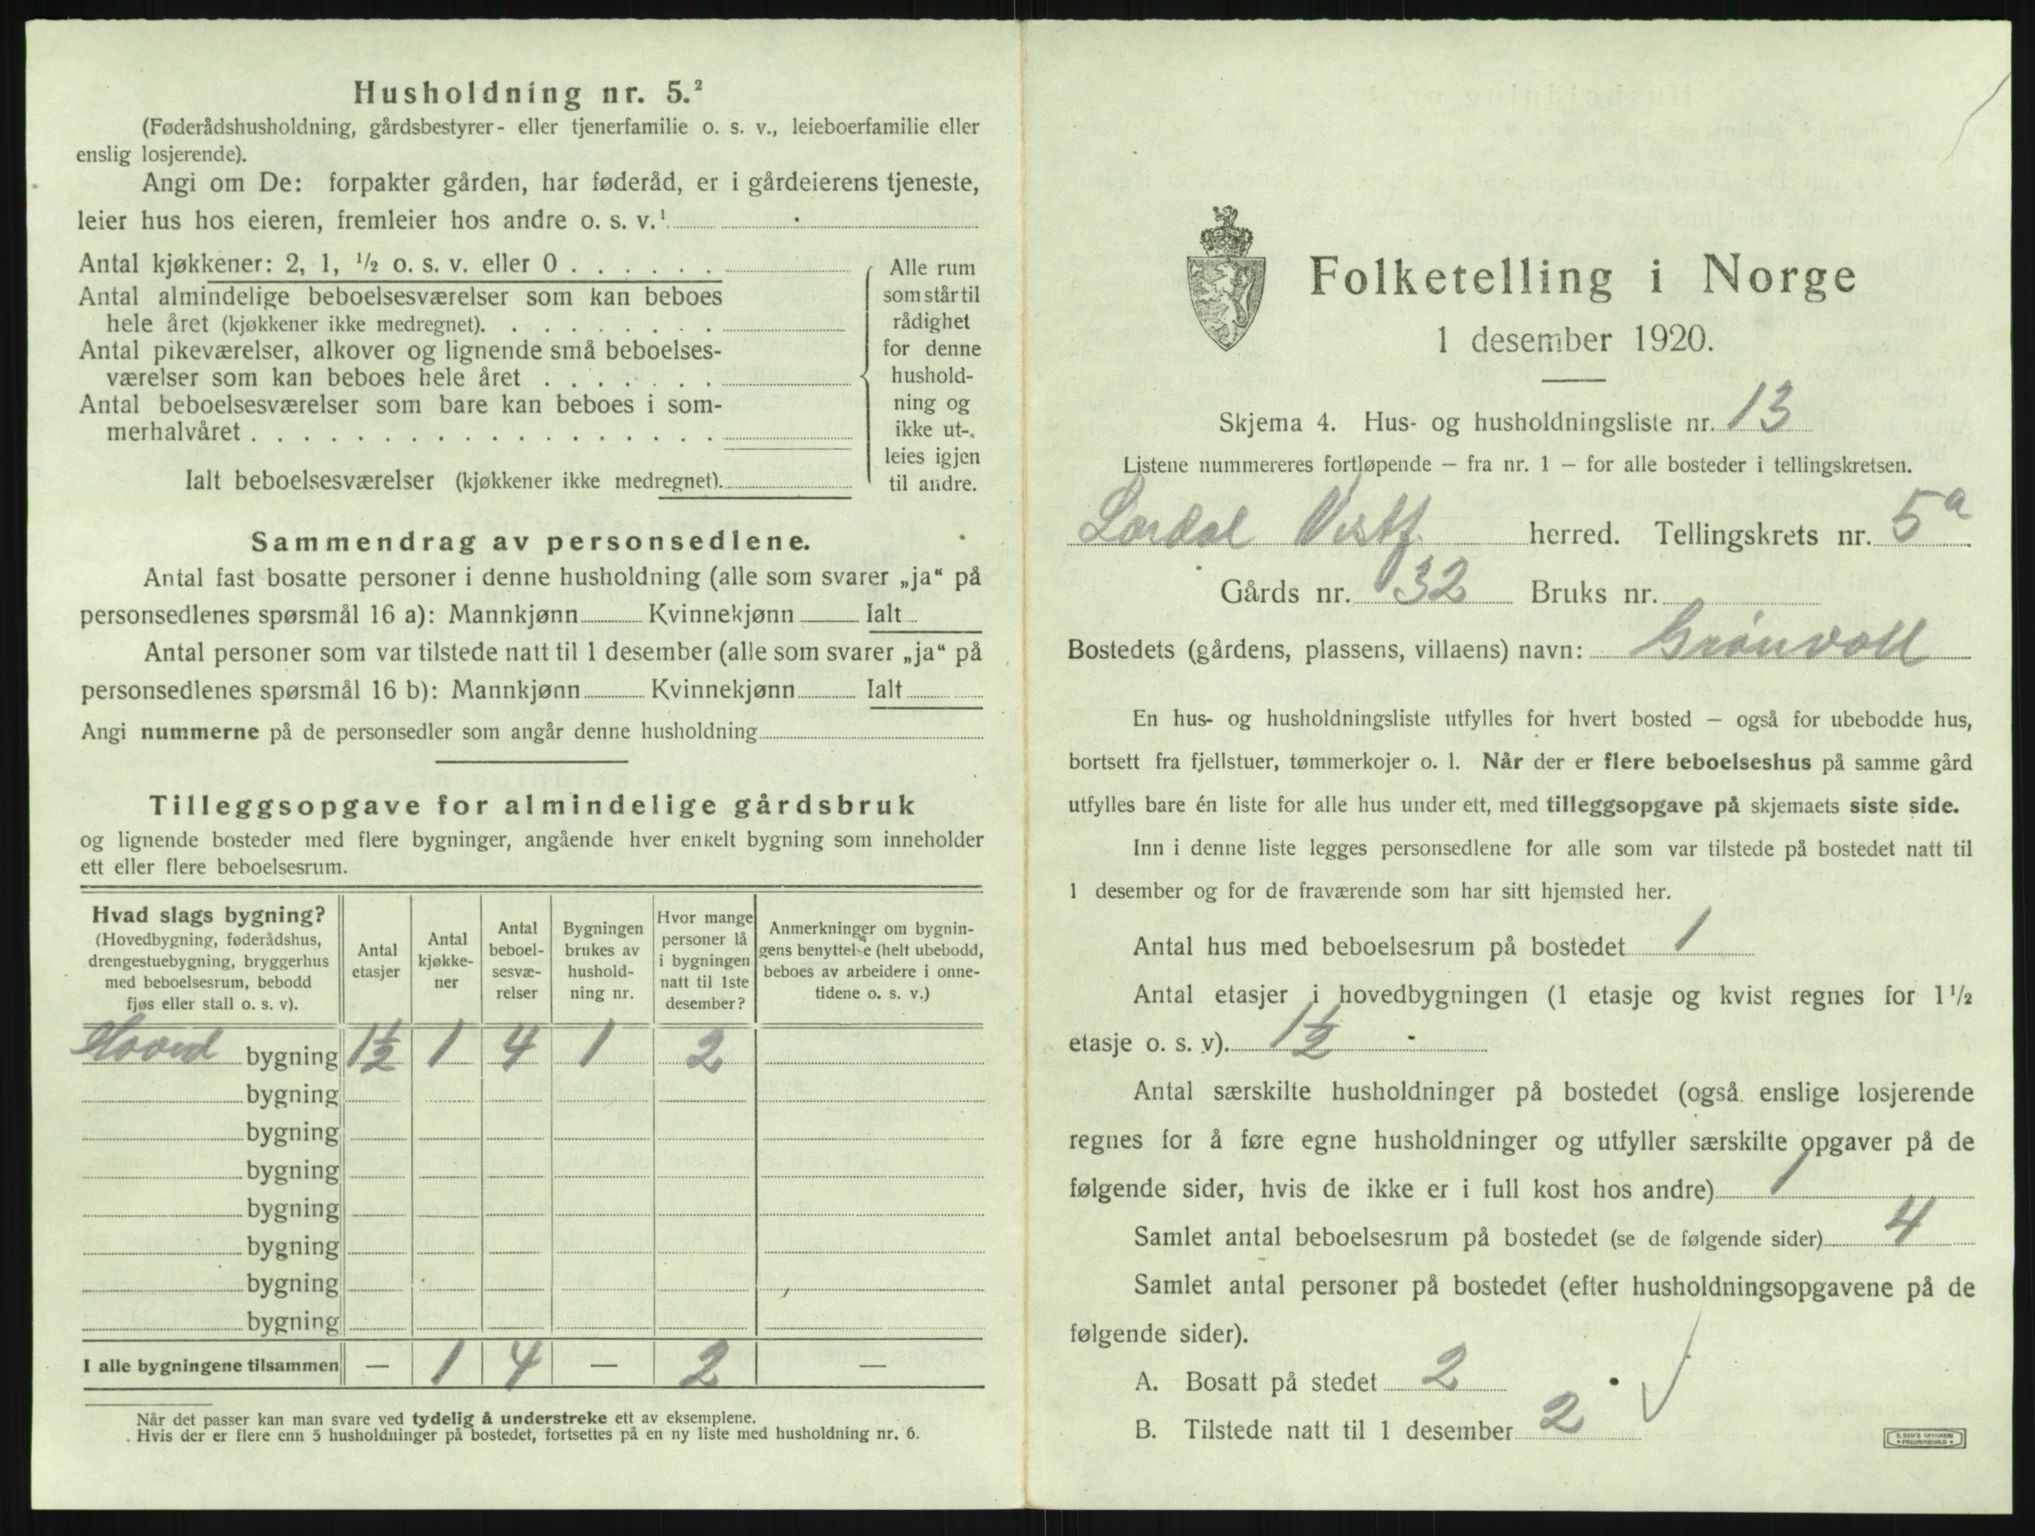 Husholdning nr. 5.²
(Føderådshusholdning, gårdsbestyrer- eller tjenerfamilie o. s. v., leieboerfamilie eller
enslig losjerende).
Angi om De: forpakter gården, har føderåd, er i gårdeierens tjeneste,
leier hus hos eieren, fremleier hos andre o. s. v.¹
Antal kjøkkener: 2, 1, ½ o. s. v. eller 0 . . . . . .
Antal almindelige beboelsesværelser som kan beboes
hele året (kjøkkener ikke medregnet). . . . . . . . .
Antal pikeværelser, alkover og lignende små beboelses-
værelser som kan beboes hele året . . . . . . .
Antal beboelsesværelser som bare kan beboes i som-
merhalvåret . . . . . . . . . . . . . . . . . .
Ialt beboelsesværelser (kjøkkener ikke medregnet).
Alle rum
som står til
rådighet
for denne
hushold-
ning og
ikke ut-
leies igjen
til andre.
Sammendrag av personsedlene.
Antal fast bosatte personer i denne husholdning (alle som svarer „ja“ på
personsedlenes spørsmål 16 a): Mannkjønn Kvinnekjønn Ialt
Antal personer som var tilstede natt til 1 desember (alle som svarer „ja“ på
personsedlenes spørsmål 16 b): Mannkjønn Kvinnekjønn Ialt
Angi nummerne på de personsedler som angår denne husholdning
Tilleggsopgave for almindelige gårdsbruk
og lignende bosteder med flere bygninger, angående hver enkelt bygning som inneholder
ett eller flere beboelsesrum.
Hvad slags bygning?
(Hovedbygning, føderådshus,
drengestuebygning, bryggerhus
med beboelsesrum, bebodd
fjøs eller stall o. s. v).
Antal
etasjer
Antal
kjøkke-
ner
Antal
beboel-
sesvæ-
relser
Bygningen
brukes av
hushold-
ning nr.
Hvor mange
personer lå
i bygningen
natt til 1ste
desember?
Anmerkninger om bygnin-
gens benyttelse (helt ubebodd,
beboes av arbeidere i onne-
tidene o. s. v.)
Hoved bygning 1½ 1 4 1 2
bygning
bygning
bygning
bygning
bygning
bygning
bygning
I alle bygningene tilsammen — 1 4 — 2 —
Når det passer kan man svare ved tydelig å understreke ett av eksemplene.
Hvis der er flere enn 5 husholdninger på bostedet, fortsettes på en ny liste med husholdning nr. 6.
Folketelling i Norge
1 desember 1920.
Skjema 4. Hus- og husholdningsliste nr. 13
Listene nummereres fortløpende – fra nr. 1 – for alle bosteder i tellingskretsen.
Lardal Vestf. herred. Tellingskrets nr. 5a
Gårds nr. 32 Bruks nr.
Bostedets (gårdens, plassens, villaens) navn: Grønvoll
En hus- og husholdningsliste utfylles for hvert bosted – også for ubebodde hus,
bortsett fra fjellstuer, tømmerkojer o. l. Når der er flere beboelseshus på samme gård
utfylles bare én liste for alle hus under ett, med tilleggsopgave på skjemaets siste side.
Inn i denne liste legges personsedlene for alle som var tilstede på bostedet natt til
1 desember og for de fraværende som har sitt hjemsted her.
Antal hus med beboelsesrum på bostedet 1
Antal etasjer i hovedbygningen (1 etasje og kvist regnes for 1½
etasje o. s. v). 1½
Antal særskilte husholdninger på bostedet (også enslige losjerende
regnes for å føre egne husholdninger og utfyller særskilte opgaver på de
følgende sider, hvis de ikke er i full kost hos andre) 1
Samlet antal beboelsesrum på bostedet (se de følgende sider) 4
Samlet antal personer på bostedet (efter husholdningsopgavene på de
følgende sider).
A. Bosatt på stedet 2
B. Tilstede natt til 1 desember 2